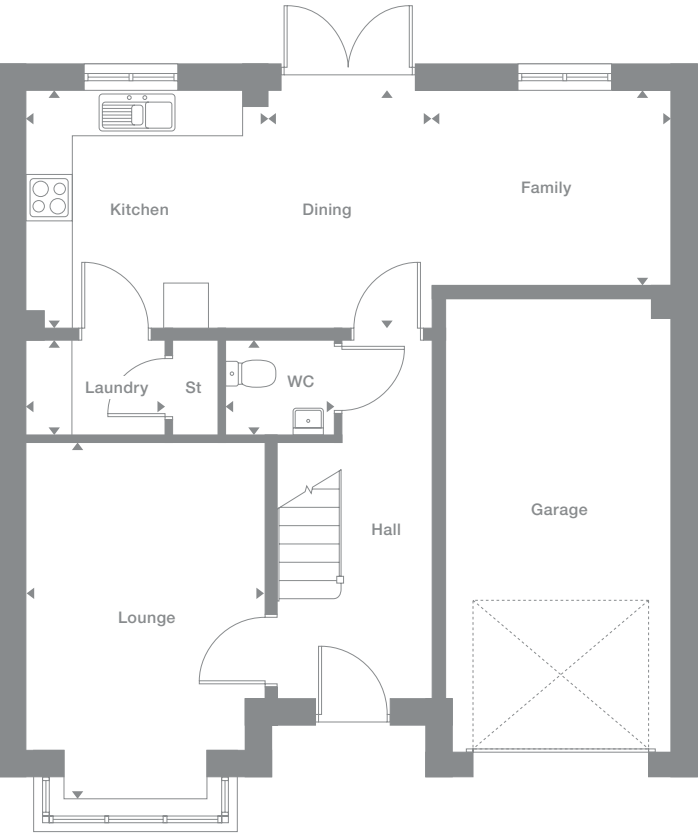 Family
Kitchen
Dining
Laundry
St
WC
Garage
Hall
Lounge